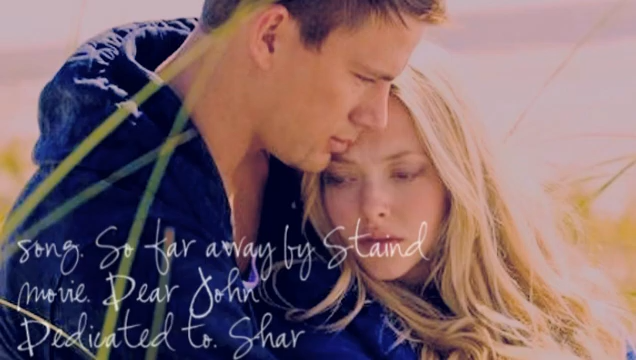 song. So far away by Staind
movie. Dear John
Dedicated to. Shar